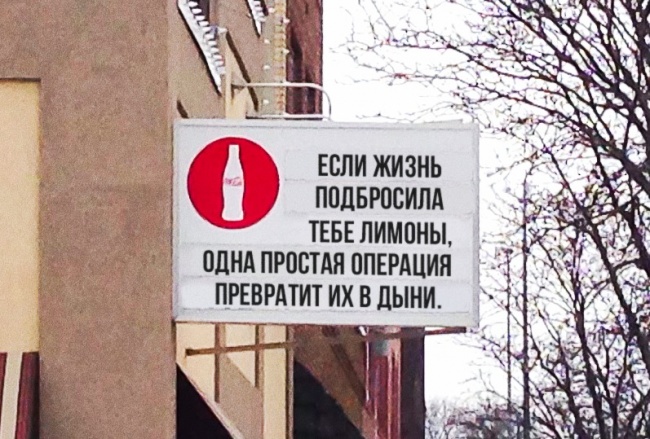 ЕСЛИ ЖИЗНЬ
ПОДБРОСИЛА
ТЕБЕ ЛИМОНЫ,
ОДНА ПРОСТАЯ ОПЕРАЦИЯ
ПРЕВРАТИТ ИХ В ДЫНИ.